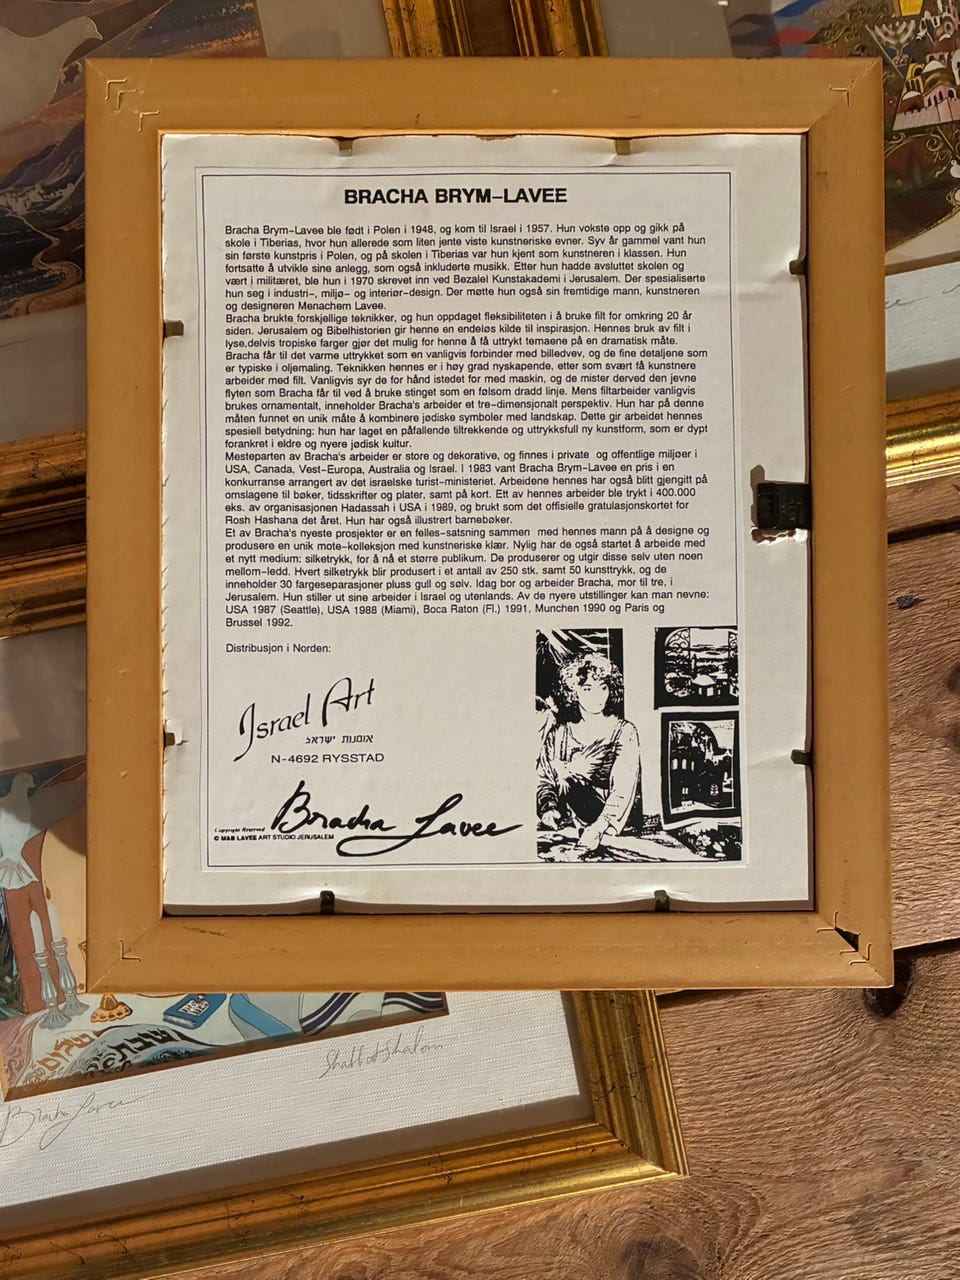 BRACHA BRYM-LAVEE
Bracha Brym-Lavee ble født i Polen i 1948, og kom til Israel i 1957. Hun vokste opp og gikk på
skole i Tiberias, hvor hun allerede som liten jente viste kunstneriske evner. Syv år gammel vant hun
sin første kunstpris i Polen, og på skolen i Tiberias var hun kjent som kunstneren i klassen. Hun
fortsatte å utvikle sine anlegg, som også inkluderte musikk. Etter hun hadde avsluttet skolen og
vært i militæret, ble hun i 1970 skrevet inn ved Bezalel Kunstakademi i Jerusalem. Der spesialiserte
hun seg i industri-, miljø- og interiør-design. Der møtte hun også sin fremtidige mann, kunstneren
og designeren Menachem Lavee.
Bracha brukte forskjellige teknikker, og hun oppdaget fleksibiliteten i å bruke filt for omkring 20 år
siden. Jerusalem og Bibelhistorien gir henne en endeløs kilde til inspirasjon. Hennes bruk av filt i
lyse,delvis tropiske farger gjør det mulig for henne å få uttrykt temaene på en dramatisk måte.
Bracha får til det varme uttrykket som en vanligvis forbinder med billedvev, og de fine detaljene som
er typiske i oljemaling. Teknikken hennes er i høy grad nyskapende, etter som svært få kunstnere
arbeider med filt. Vanligvis syr de for hånd istedet for med maskin, og de mister derved den jevne
flyten som Bracha får til ved å bruke stinget som en følsom dradd linje. Mens filtarbeider vanligvis
brukes ornamentalt, inneholder Bracha's arbeider et tre-dimensjonalt perspektiv. Hun har på denne
måten funnet en unik måte å kombinere jødiske symboler med landskap. Dette gir arbeidet hennes
spesiell betydning: hun har laget en påfallende tiltrekkende og uttrykksfull ny kunstform, som er dypt
forankret i eldre og nyere jødisk kultur.
Mesteparten av Bracha's arbeider er store og dekorative, og finnes i private og offentlige miljøer i
USA, Canada, Vest-Europa, Australia og Israel. I 1983 vant Bracha Brym-Lavee en pris i en
konkurranse arrangert av det israelske turist-ministeriet. Arbeidene hennes har også blitt gjengitt på
omslagene til bøker, tidsskrifter og plater, samt på kort. Ett av hennes arbeider ble trykt i 400.000
eks. av organisasjonen Hadassah i USA i 1989, og brukt som det offisielle gratulasjonskortet for
Rosh Hashana det året. Hun har også illustrert barnebøker.
Et av Bracha's nyeste prosjekter er en felles-satsning sammen med hennes mann på å designe og
produsere en unik mote-kolleksjon med kunstneriske klær. Nylig har de også startet å arbeide med
et nytt medium: silketrykk, for å nå et større publikum. De produserer og utgir disse selv uten noen
mellom-ledd. Hvert silketrykk blir produsert i et antall av 250 stk. samt 50 kunsttrykk, og de
inneholder 30 fargeseparasjoner pluss gull og sølv. Idag bor og arbeider Bracha, mor til tre, i
Jerusalem. Hun stiller ut sine arbeider i Israel og utenlands. Av de nyere utstillinger kan man nevne:
USA 1987 (Seattle), USA 1988 (Miami), Boca Raton (Fl.) 1991, Munchen 1990 og Paris og
Brussel 1992.
Distribusjon i Norden:
Israel Art
אומנות ישראל
N-4692 RYSSTAD
Bracha Lavee
Copyright Reserved
© M&B LAVEE ART STUDIO JERUSALEM
Shabbat Shalom
Bracha Lavee